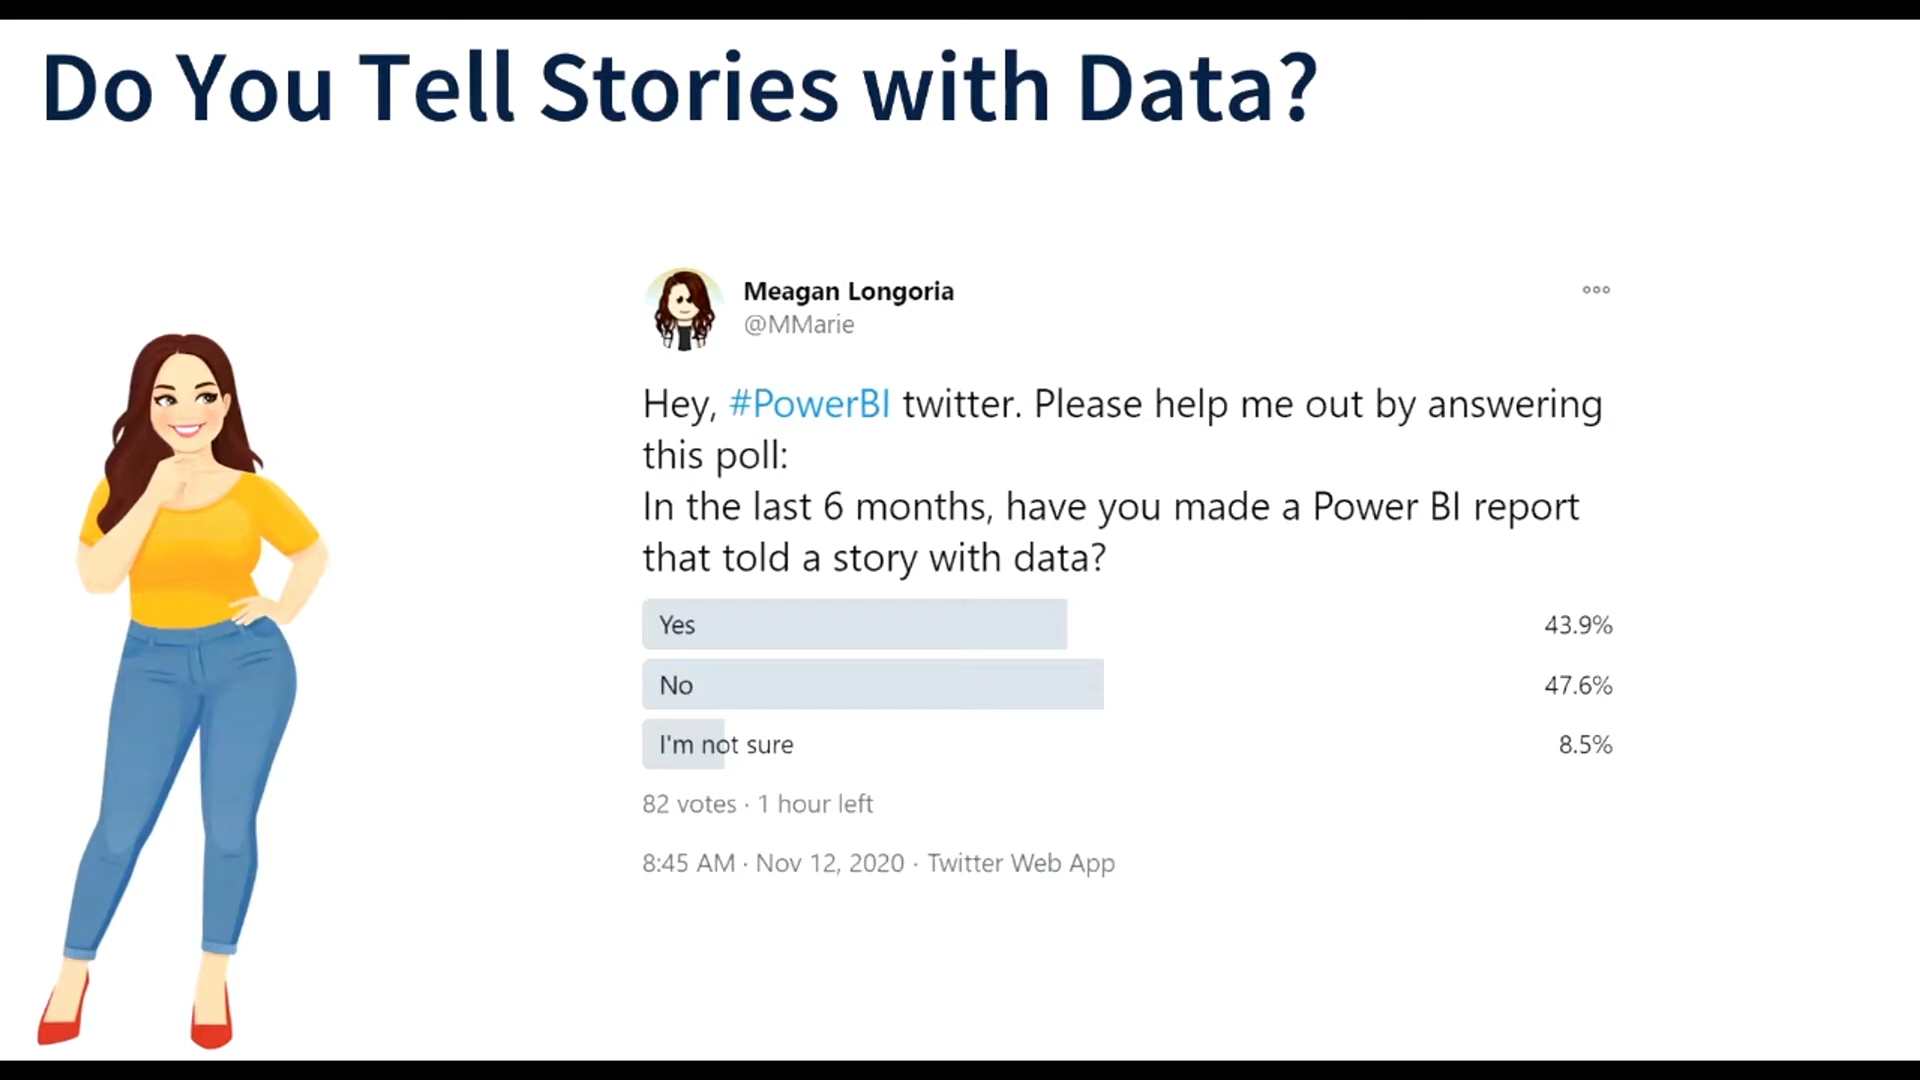 Do You Tell Stories with Data?
Meagan Longoria
@MMarie
Hey, #PowerBI twitter. Please help me out by answering
this poll:
In the last 6 months, have you made a Power BI report
that told a story with data?
Yes 43.9%
No 47.6%
I'm not sure 8.5%
82 votes · 1 hour left
8:45 AM · Nov 12, 2020 · Twitter Web App